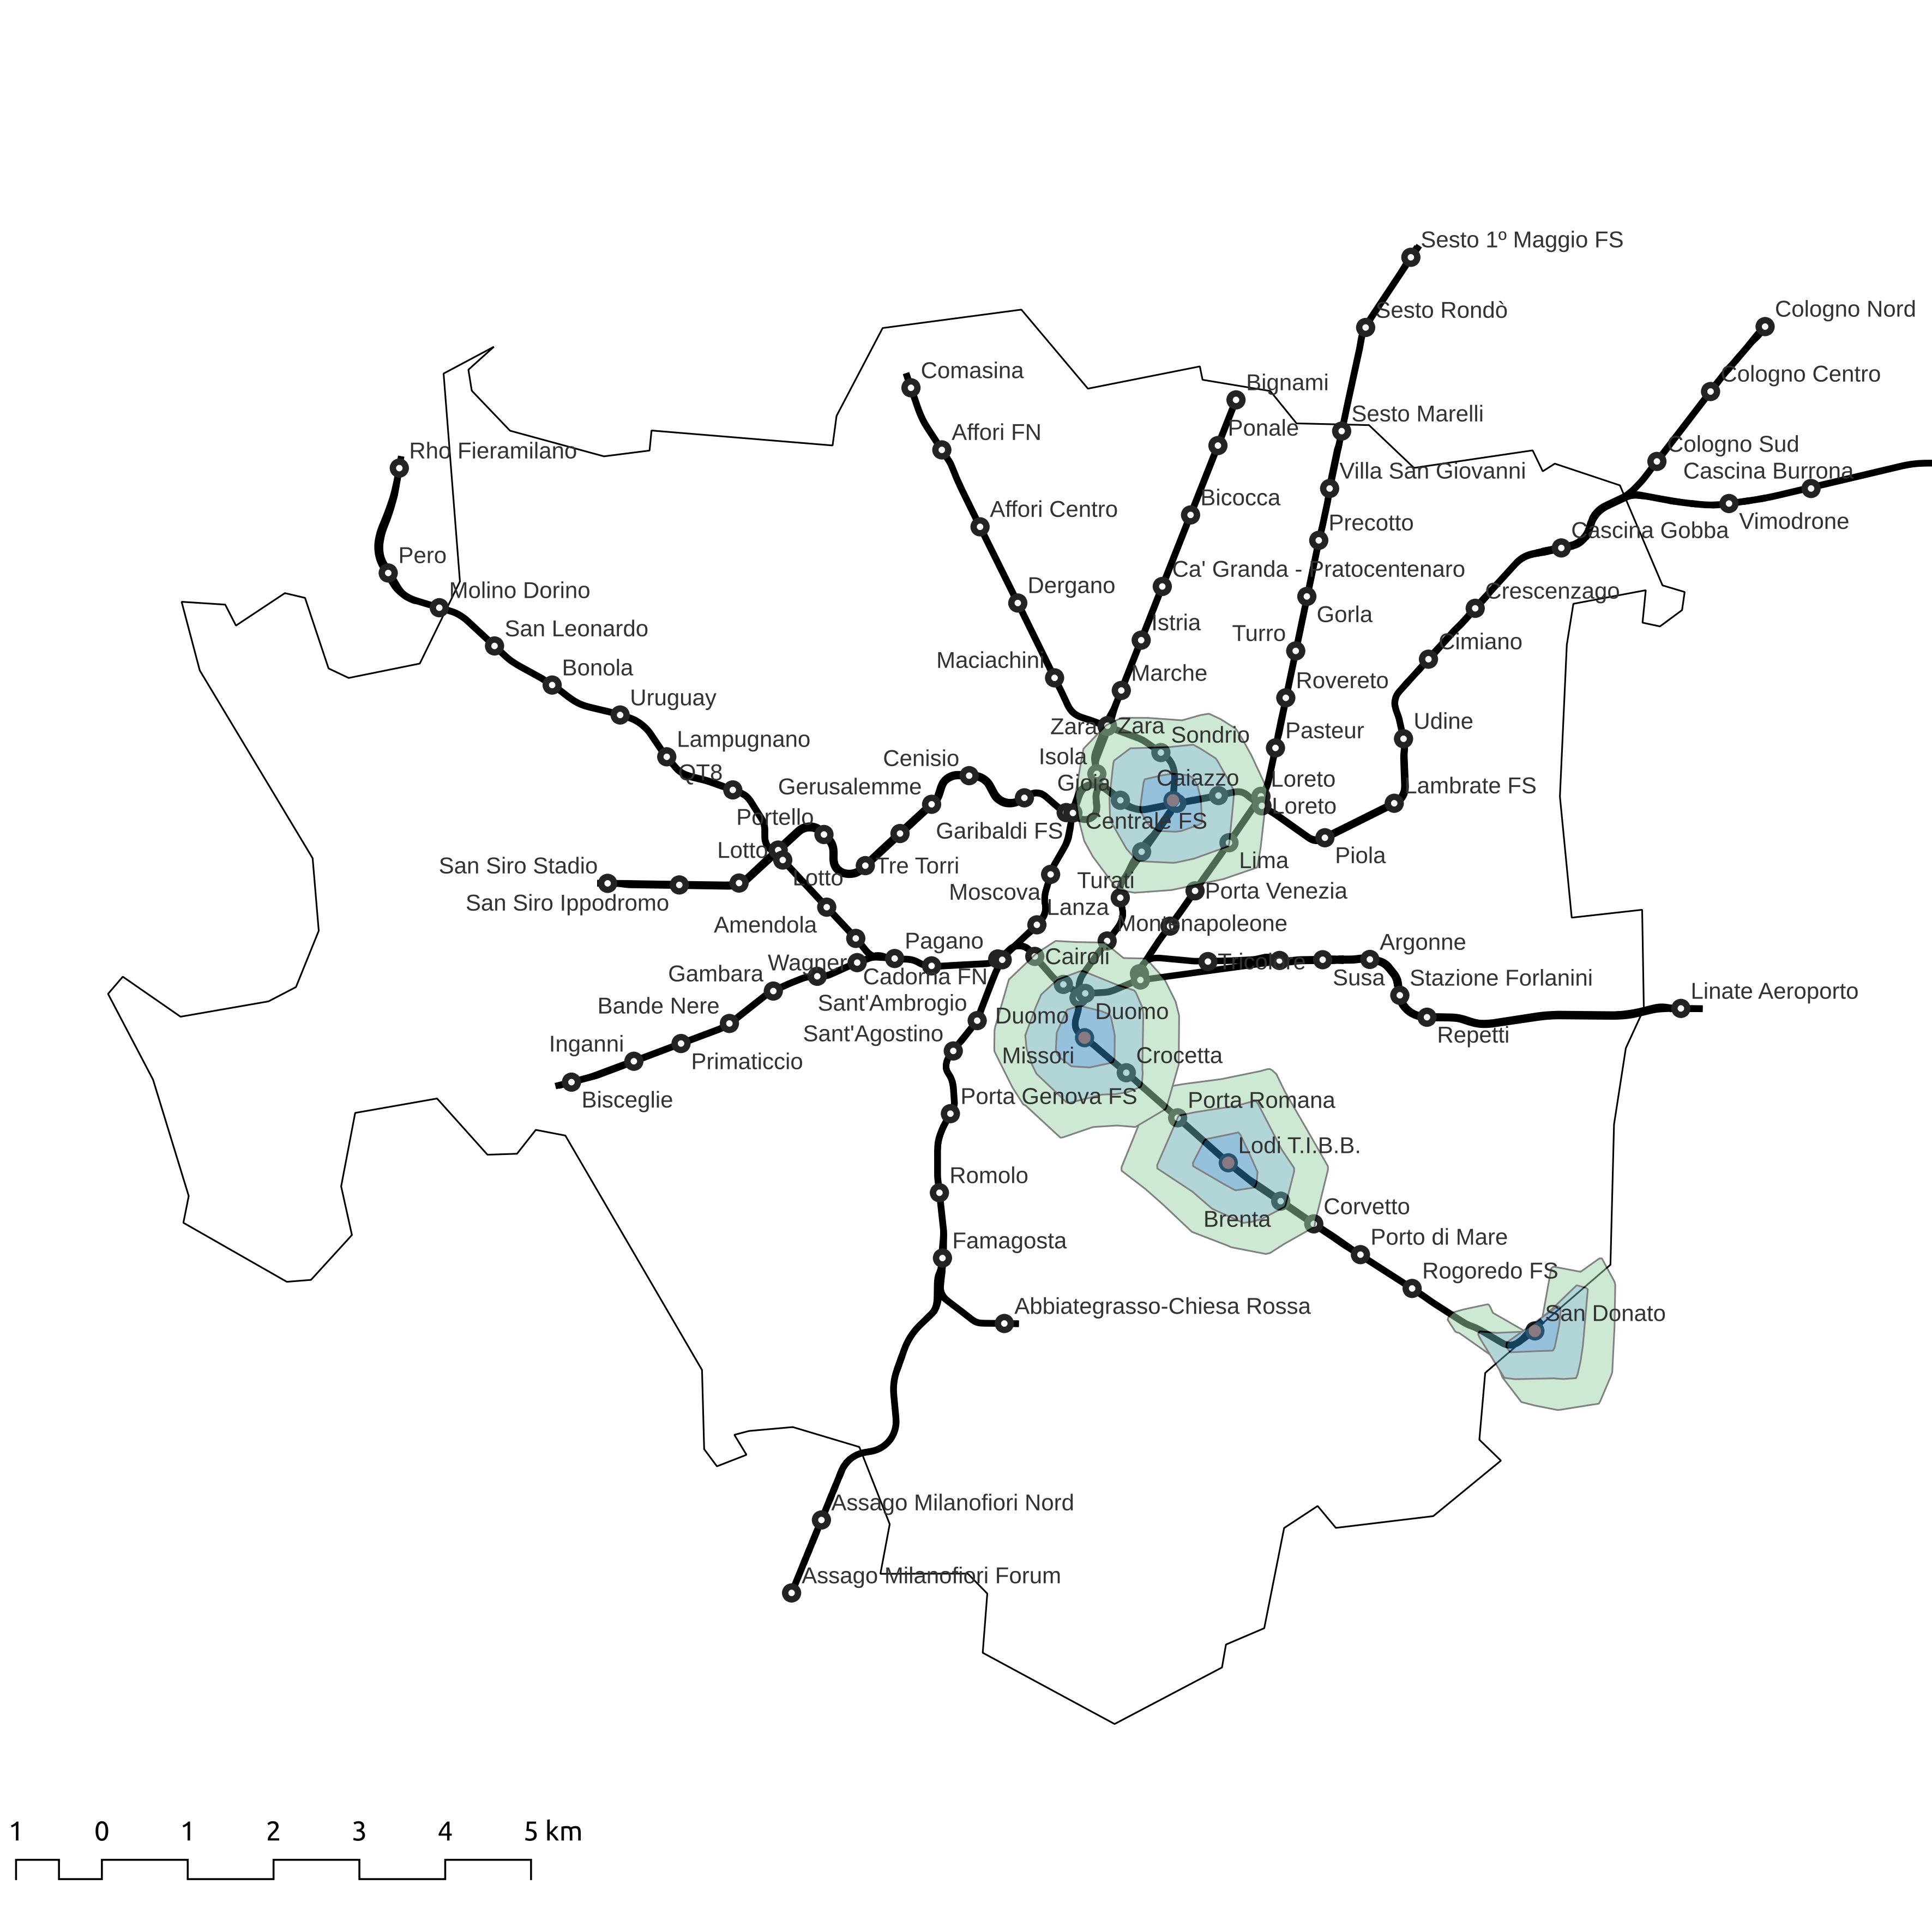 Sesto 1º Maggio FS
Sesto Rondò
Cologno Nord
Comasina
Cologno Centro
Bignami
Sesto Marelli
Ponale
Affori FN
Cologno Sud
Rho Fieramilano
Villa San Giovanni
Cascina Burrona
Bicocca
Affori Centro
Precotto
Vimodrone
Cascina Gobba
Pero
Ca' Granda - Pratocentenaro
Dergano
Molino Dorino
Crescenzago
Gorla
Istria
San Leonardo
Turro
Cimiano
Maciachini
Bonola
Marche
Rovereto
Uruguay
Udine
Zara
Zara
Pasteur
Sondrio
Lampugnano
Isola
Cenisio
QT8
Caiazzo
Loreto
Gioia
Gerusalemme
Lambrate FS
Loreto
Portello
Centrale FS
Garibaldi FS
Lotto
Piola
Lima
San Siro Stadio
Tre Torri
Lotto
Turati
Moscova
Porta Venezia
San Siro Ippodromo
Lanza
Montenapoleone
Amendola
Pagano
Argonne
Cairoli
Wagner
Tricolore
Gambara
Cadorna FN
Susa
Stazione Forlanini
Linate Aeroporto
Sant'Ambrogio
Bande Nere
Duomo
Duomo
Sant'Agostino
Repetti
Inganni
Missori
Crocetta
Primaticcio
Porta Genova FS
Bisceglie
Porta Romana
Lodi T.I.B.B.
Romolo
Corvetto
Brenta
Porto di Mare
Famagosta
Rogoredo FS
Abbiategrasso-Chiesa Rossa
San Donato
Assago Milanofiori Nord
Assago Milanofiori Forum
1 0 1 2 3 4 5 km